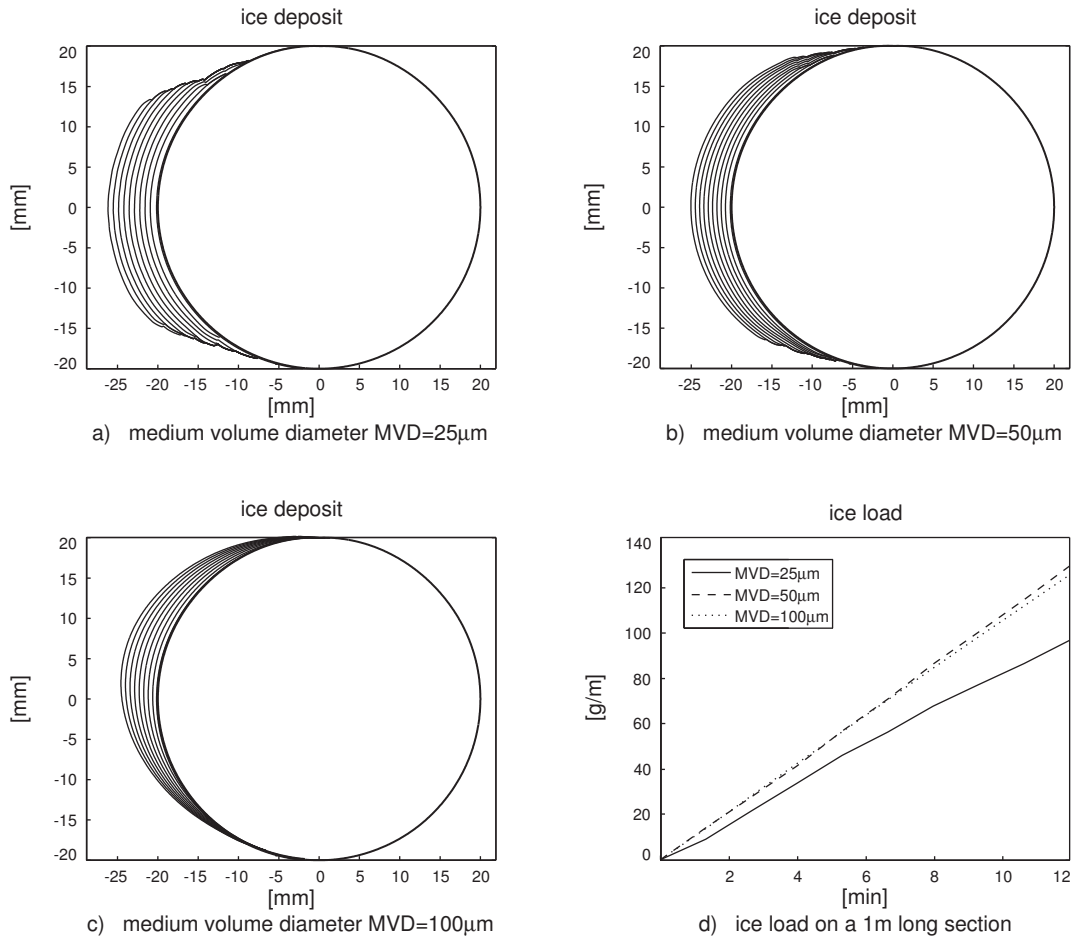 ice deposit
20
15
10
5
0
-5
-10
-15
-20
[mm]
-25 -20 -15 -10 -5 0 5 10 15 20
[mm]
a) medium volume diameter MVD=25μm
ice deposit
20
15
10
5
0
-5
-10
-15
-20
[mm]
-25 -20 -15 -10 -5 0 5 10 15 20
[mm]
b) medium volume diameter MVD=50μm
ice deposit
20
15
10
5
0
-5
-10
-15
-20
[mm]
-25 -20 -15 -10 -5 0 5 10 15 20
[mm]
c) medium volume diameter MVD=100μm
ice load
140
120
100
80
60
40
20
0
[g/m]
MVD=25μm
MVD=50μm
MVD=100μm
2 4 6 8 10 12
[min]
d) ice load on a 1m long section